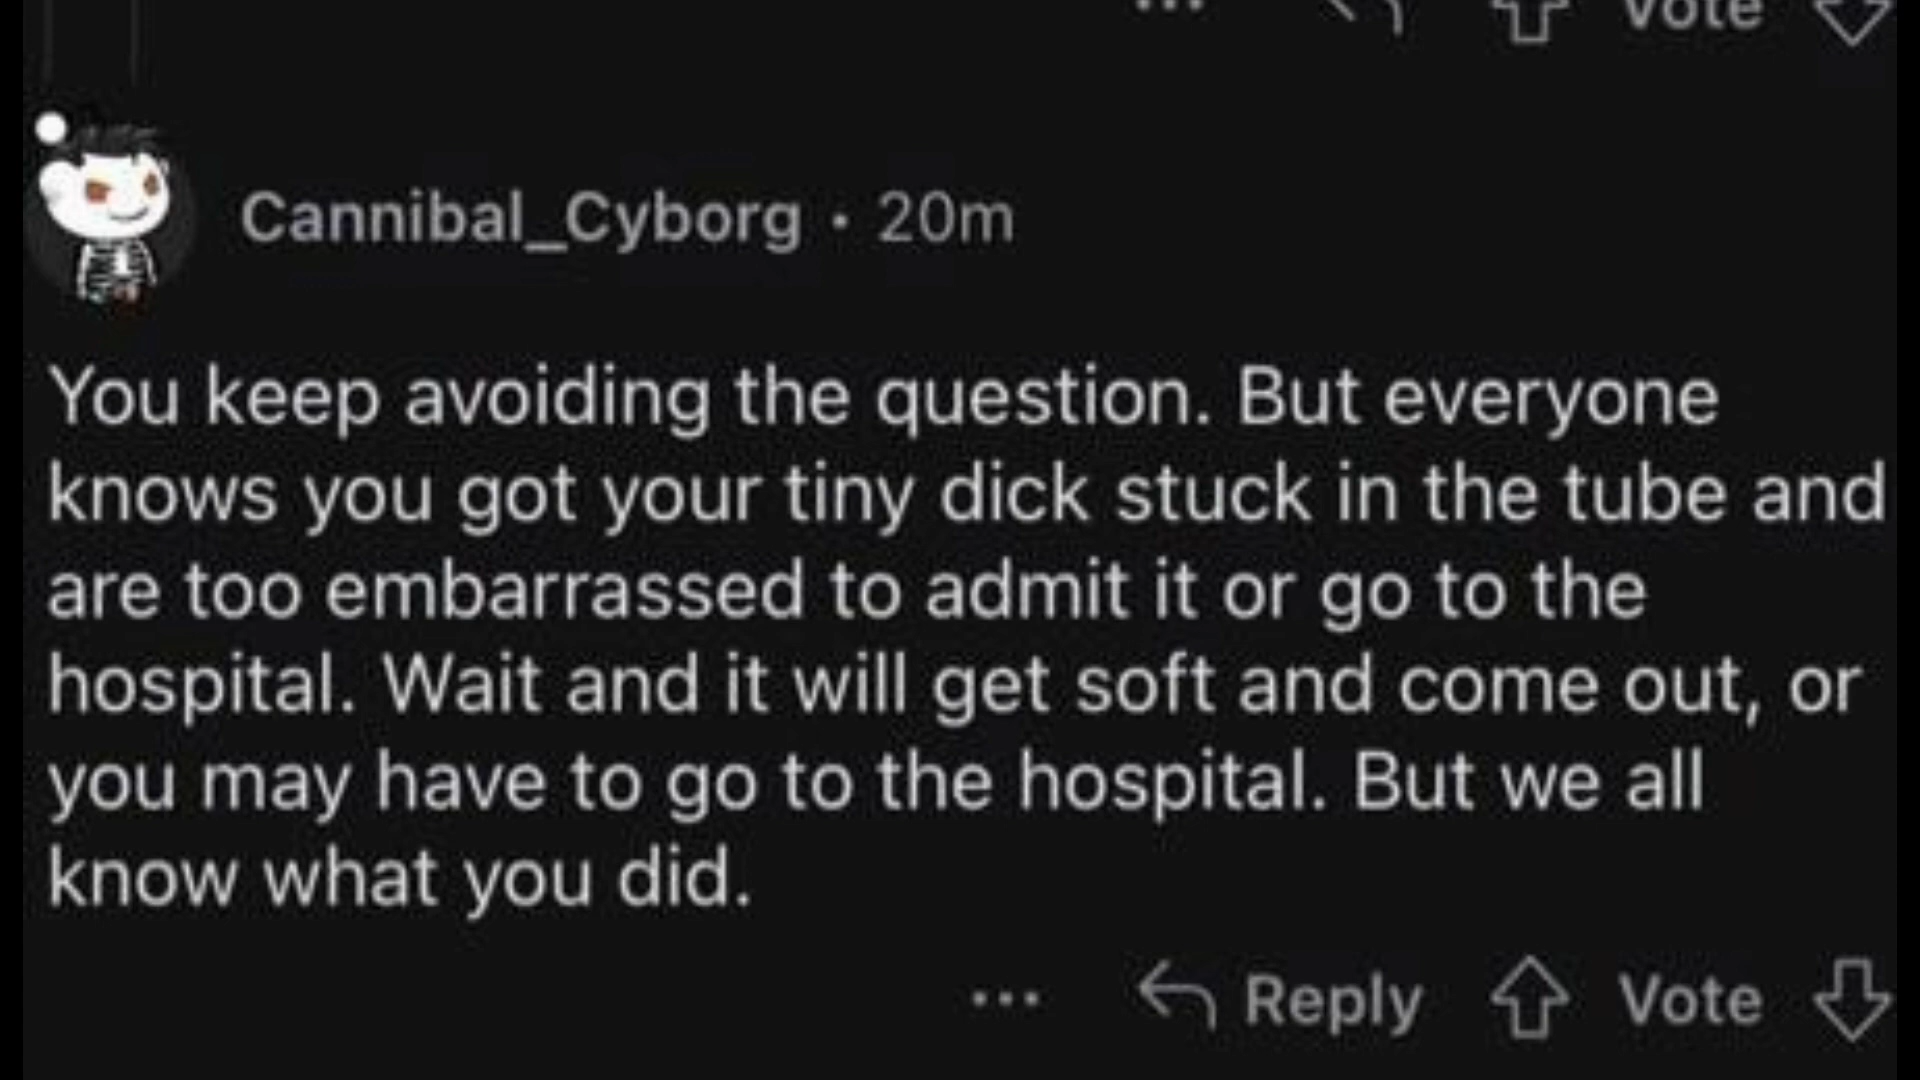 Vote
Cannibal_Cyborg · 20m
You keep avoiding the question. But everyone
knows you got your tiny dick stuck in the tube and
are too embarrassed to admit it or go to the
hospital. Wait and it will get soft and come out, or
you may have to go to the hospital. But we all
know what you did.
... Reply Vote